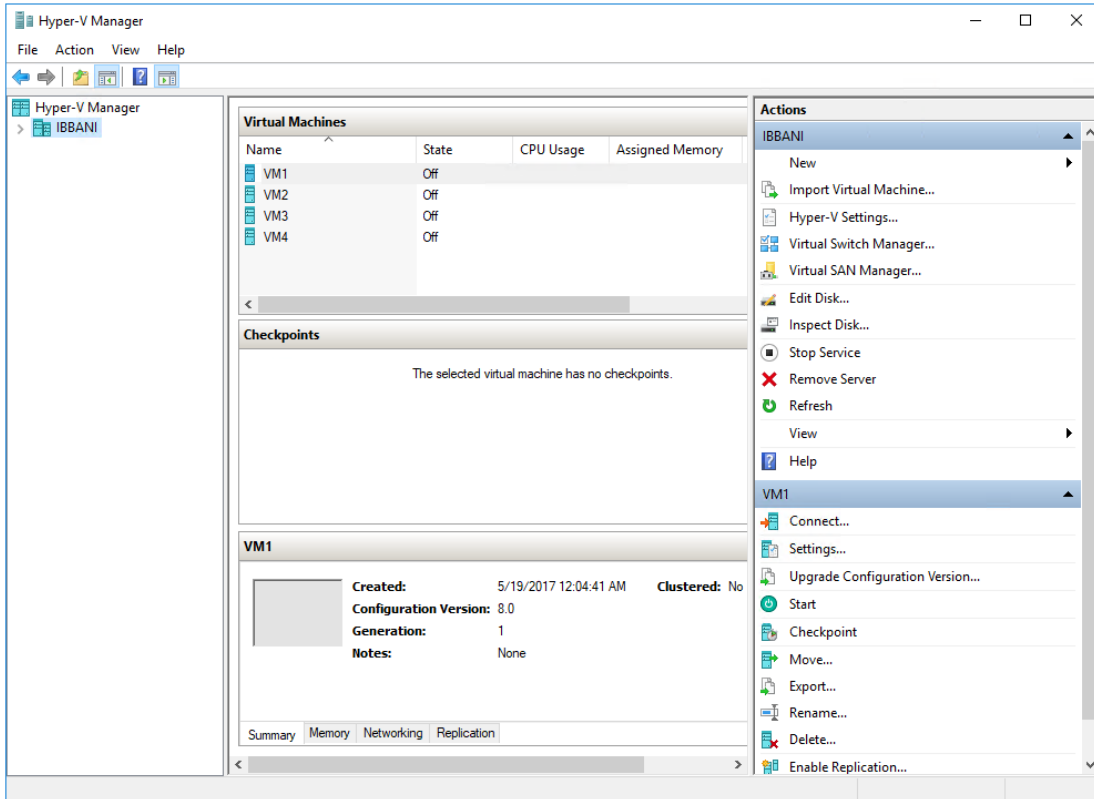 Hyper-V Manager
File Action View Help
Hyper-V Manager
IBBANI
Virtual Machines
Name State CPU Usage Assigned Memory
VM1 Off
VM2 Off
VM3 Off
VM4 Off
Checkpoints
The selected virtual machine has no checkpoints.
VM1
Created: 5/19/2017 12:04:41 AM Clustered: No
Configuration Version: 8.0
Generation: 1
Notes: None
Summary Memory Networking Replication
Actions
IBBANI
New
Import Virtual Machine...
Hyper-V Settings...
Virtual Switch Manager...
Virtual SAN Manager...
Edit Disk...
Inspect Disk...
Stop Service
Remove Server
Refresh
View
Help
VM1
Connect...
Settings...
Upgrade Configuration Version...
Start
Checkpoint
Move...
Export...
Rename...
Delete...
Enable Replication...